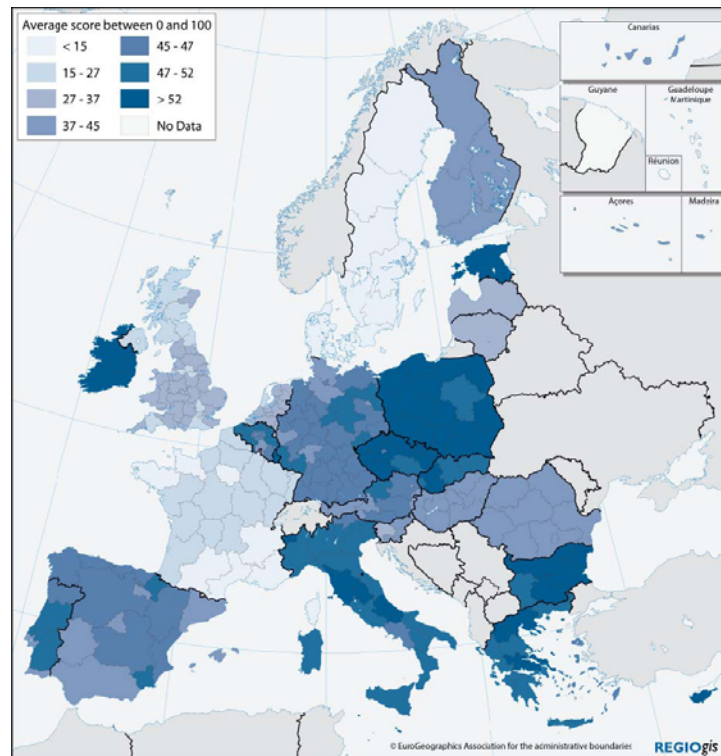 Average score between 0 and 100
< 15
15 - 27
27 - 37
37 - 45
45 - 47
47 - 52
> 52
No Data
Canarias
Guyane
Guadeloupe
Martinique
Réunion
Açores
Madeira
© EuroGeographics Association for the administrative boundaries
REGIOgis